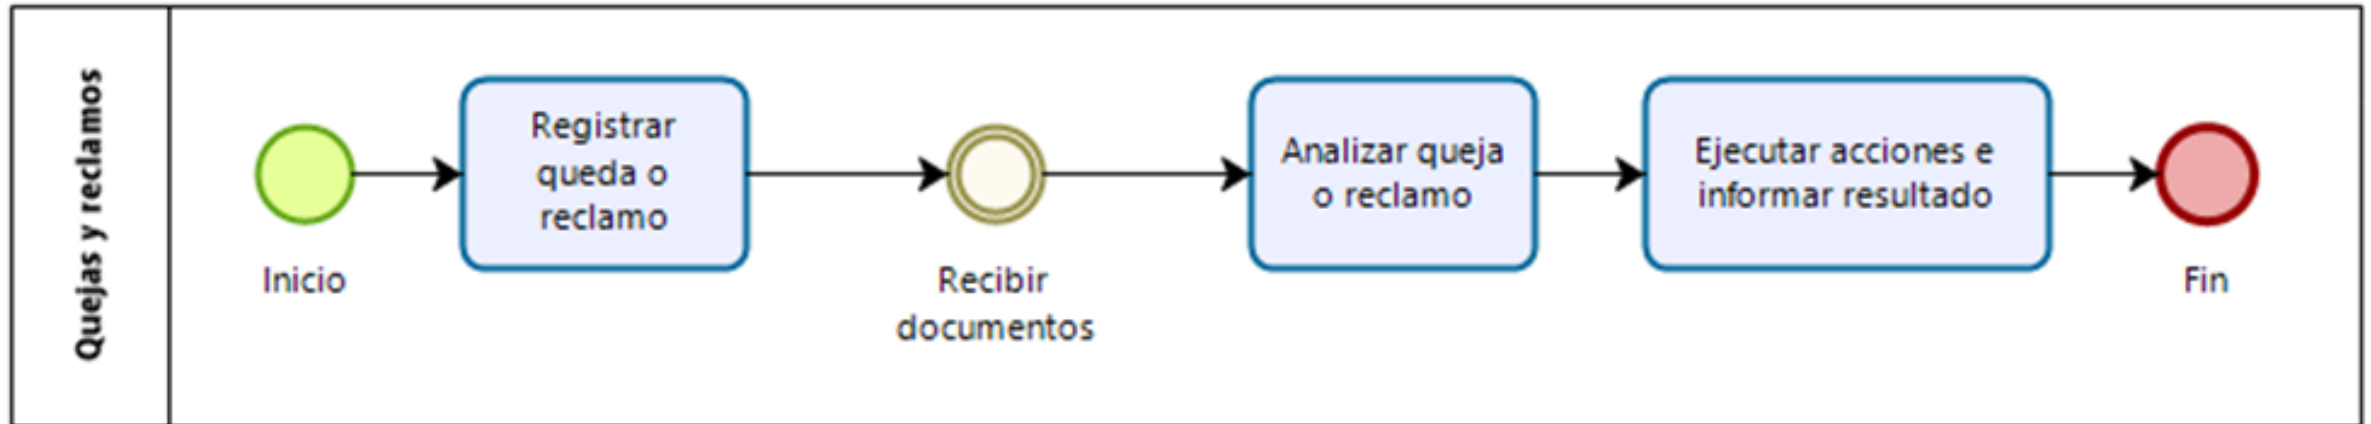 Quejas y reclamos
Inicio
Registrar
queda o
reclamo
Recibir
documentos
Analizar queja
o reclamo
Ejecutar acciones e
informar resultado
Fin